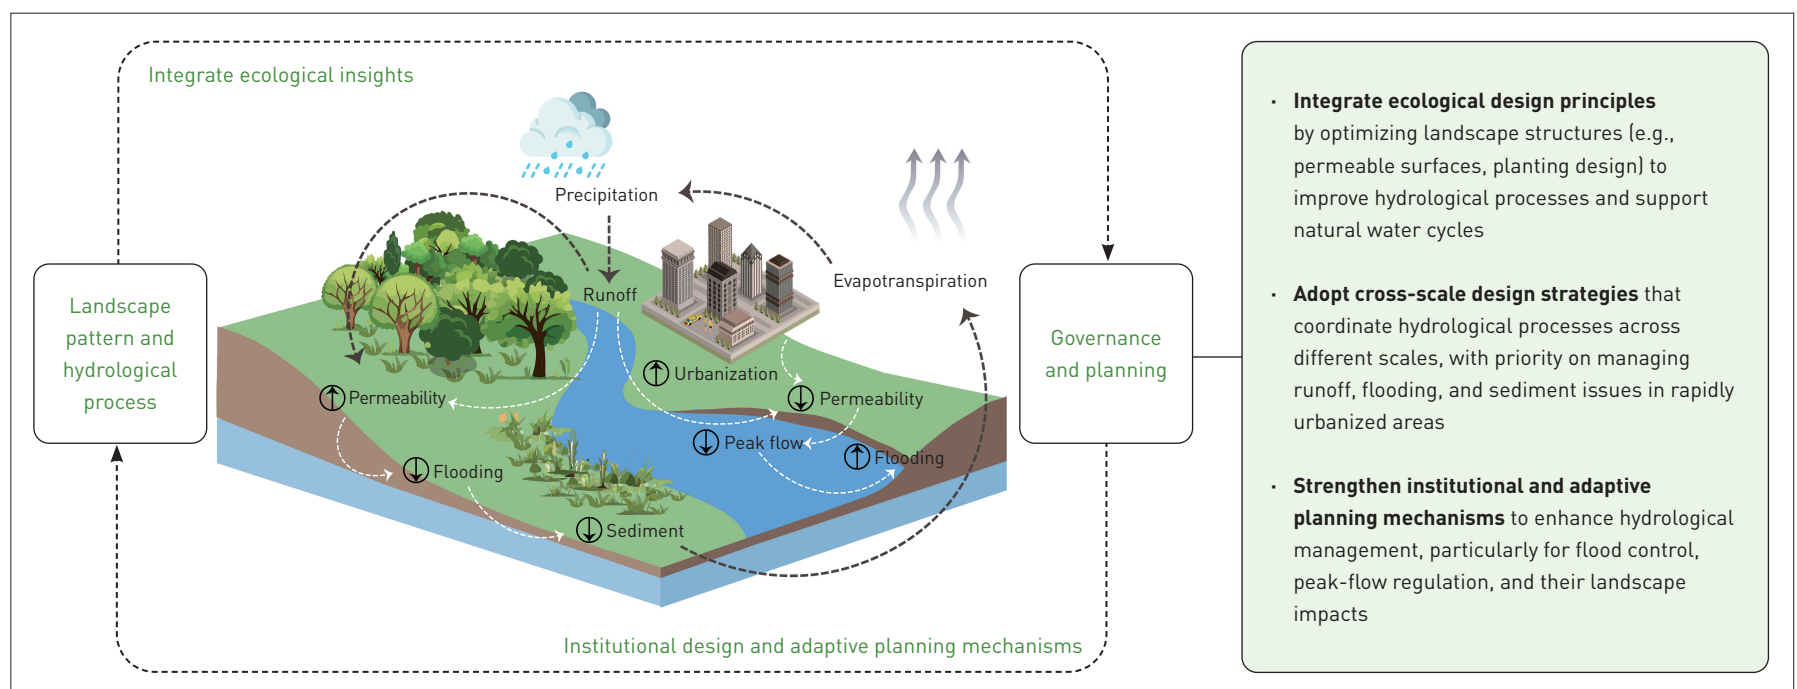 Integrate ecological insights
Precipitation
Runoff
Evapotranspiration
Landscape
pattern and
hydrological
process
Urbanization
Permeability
Permeability
Peak flow
Flooding
Flooding
Sediment
Governance
and planning
Institutional design and adaptive planning mechanisms
· Integrate ecological design principles
by optimizing landscape structures (e.g.,
permeable surfaces, planting design) to
improve hydrological processes and support
natural water cycles
· Adopt cross-scale design strategies that
coordinate hydrological processes across
different scales, with priority on managing
runoff, flooding, and sediment issues in rapidly
urbanized areas
· Strengthen institutional and adaptive
planning mechanisms to enhance hydrological
management, particularly for flood control,
peak-flow regulation, and their landscape
impacts